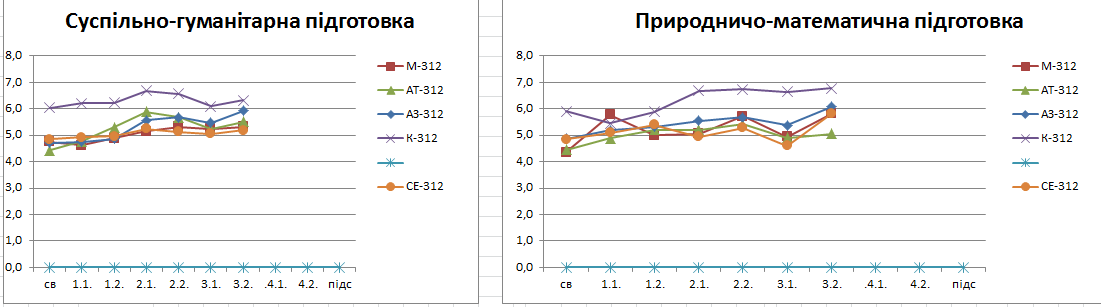 Суспільно-гуманітарна підготовка
8,0
7,0
6,0
5,0
4,0
3,0
2,0
1,0
0,0
св 1.1. 1.2. 2.1. 2.2. 3.1. 3.2. .4.1. 4.2. підс
М-312
АТ-312
АЗ-312
К-312
СЕ-312
Природничо-математична підготовка
8,0
7,0
6,0
5,0
4,0
3,0
2,0
1,0
0,0
св 1.1. 1.2. 2.1. 2.2. 3.1. 3.2. .4.1. 4.2. підс
М-312
АТ-312
АЗ-312
К-312
СЕ-312